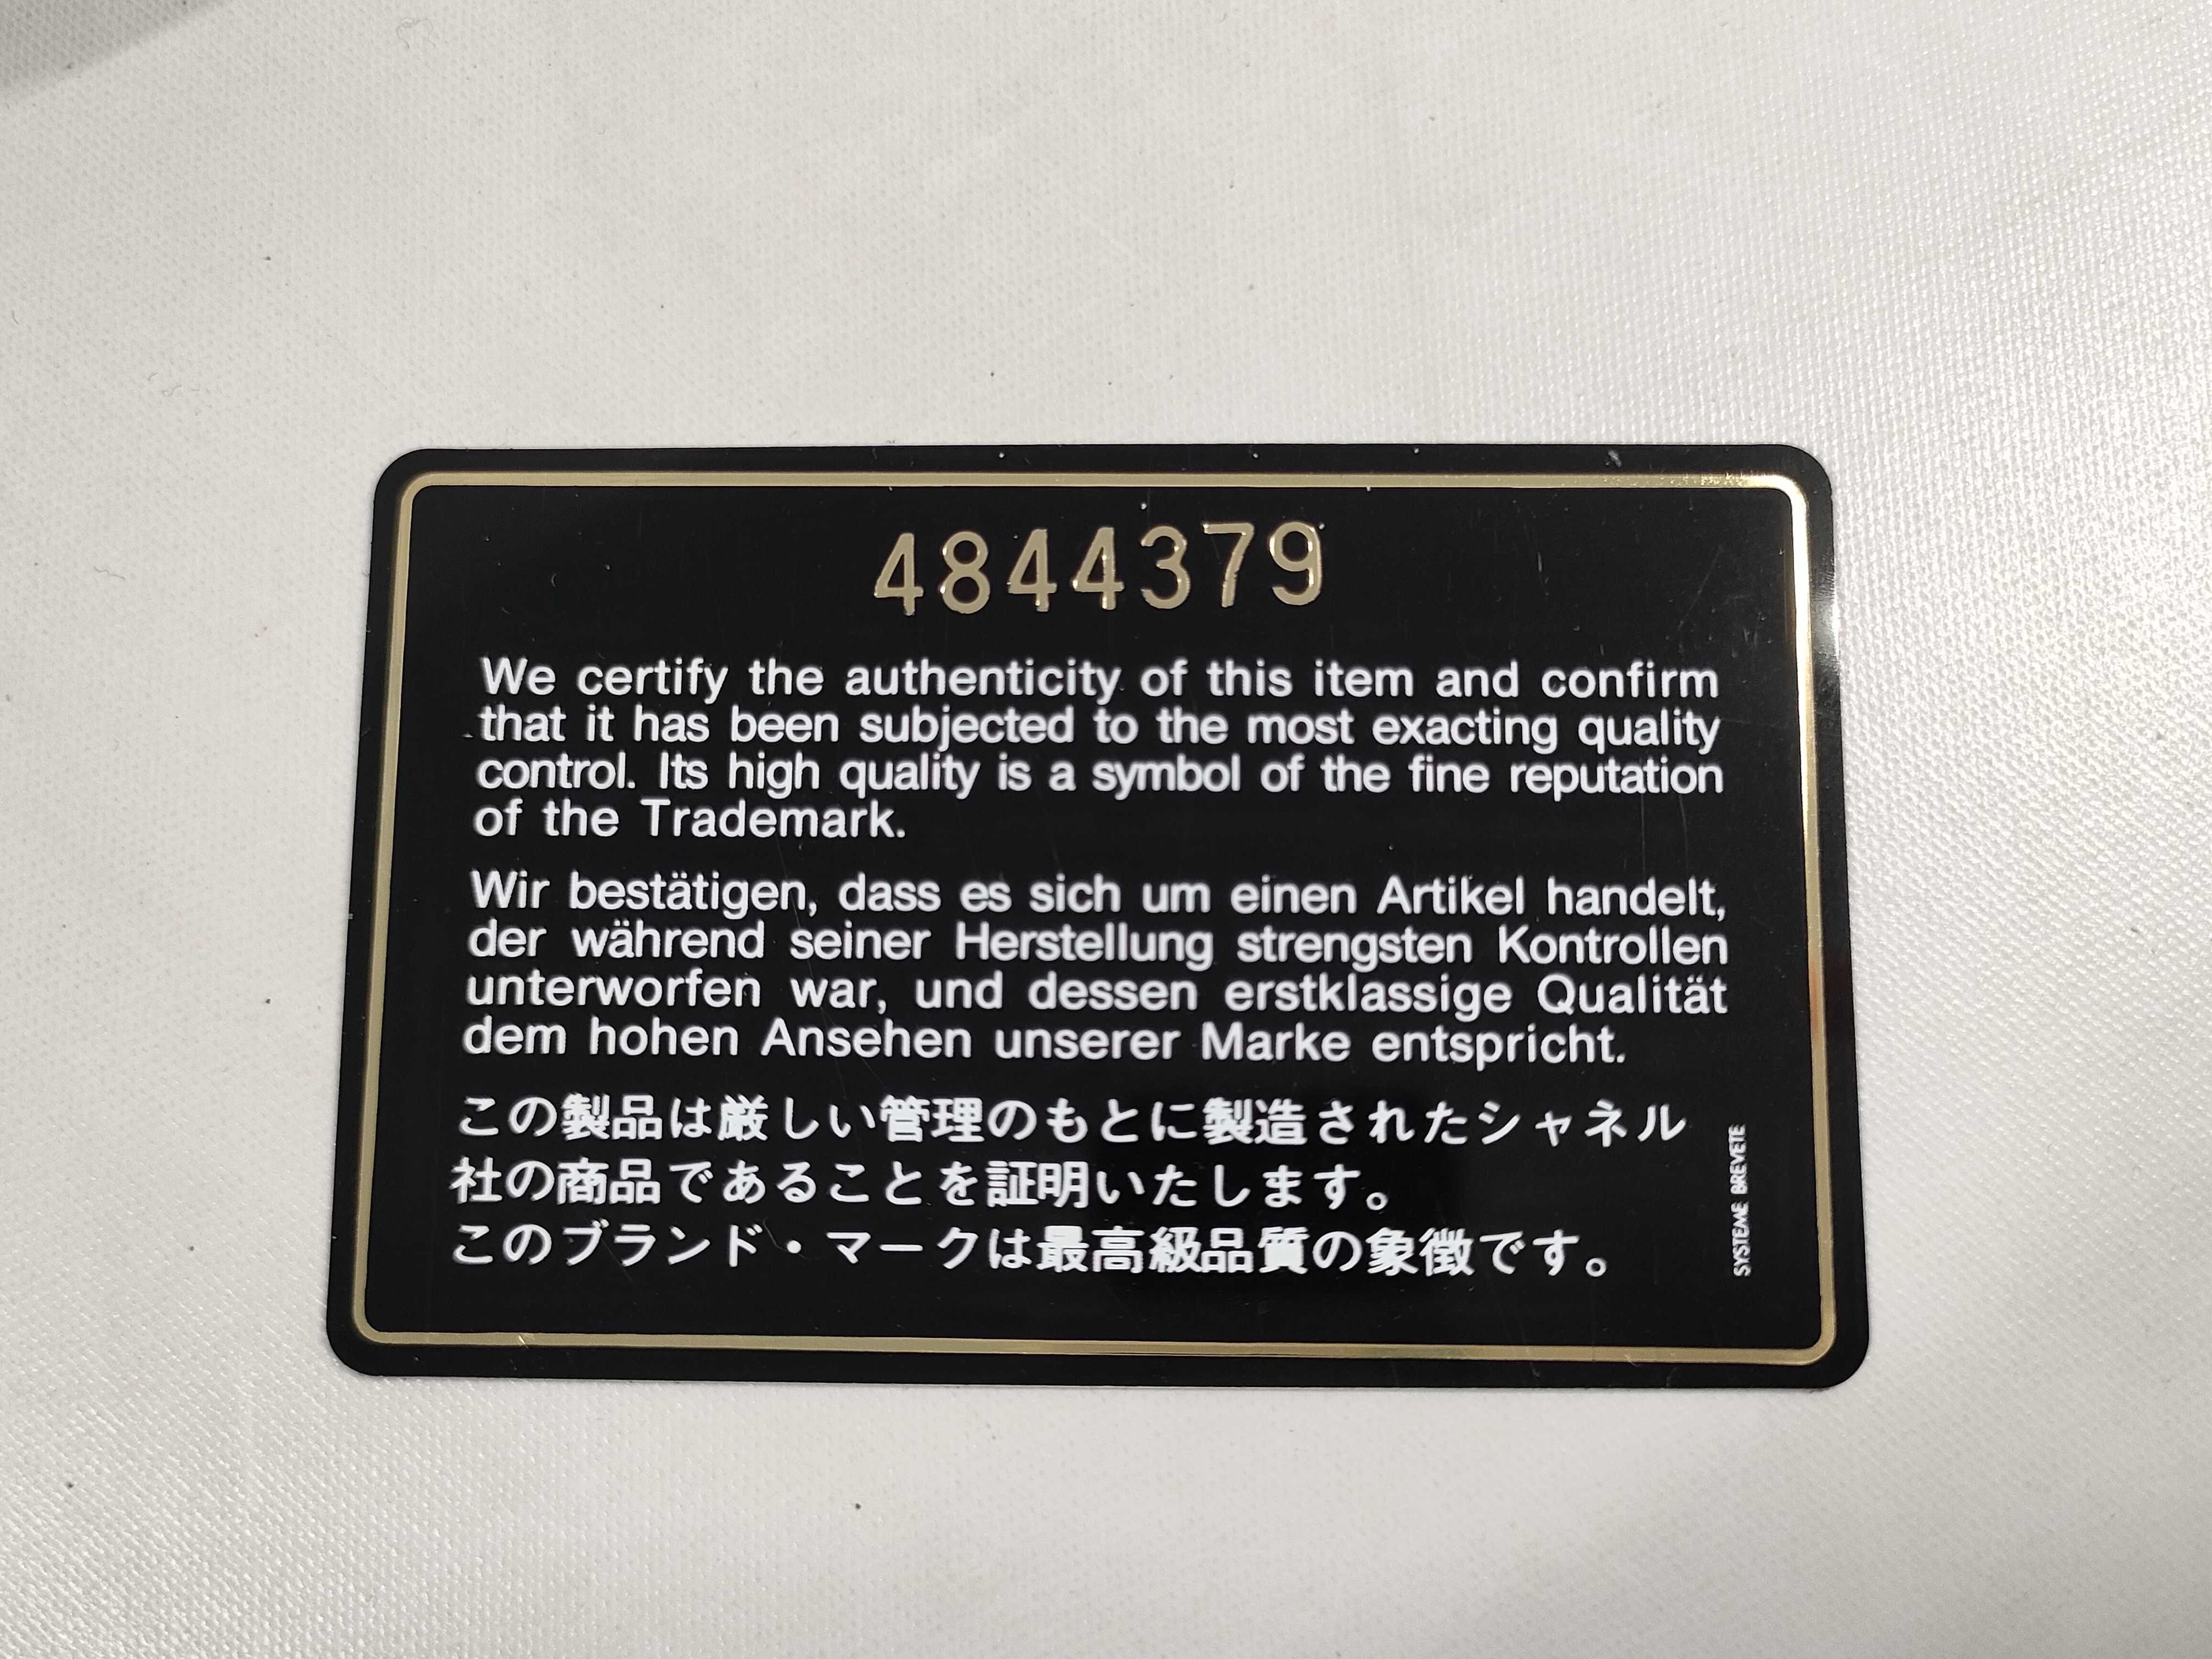 4844379
We certify the authenticity of this item and confirm
that it has been subjected to the most exacting quality
control. Its high quality is a symbol of the fine reputation
of the Trademark.
Wir bestätigen, dass es sich um einen Artikel handelt,
der während seiner Herstellung strengsten Kontrollen
unterworfen war, und dessen erstklassige Qualität
dem hohen Ansehen unserer Marke entspricht.
この製品は厳しい管理のもとに製造されたシャネル
社の商品であることを証明いたします。
このブランド・マークは最高級品質の象徴です。
SYSTEME BREVETE